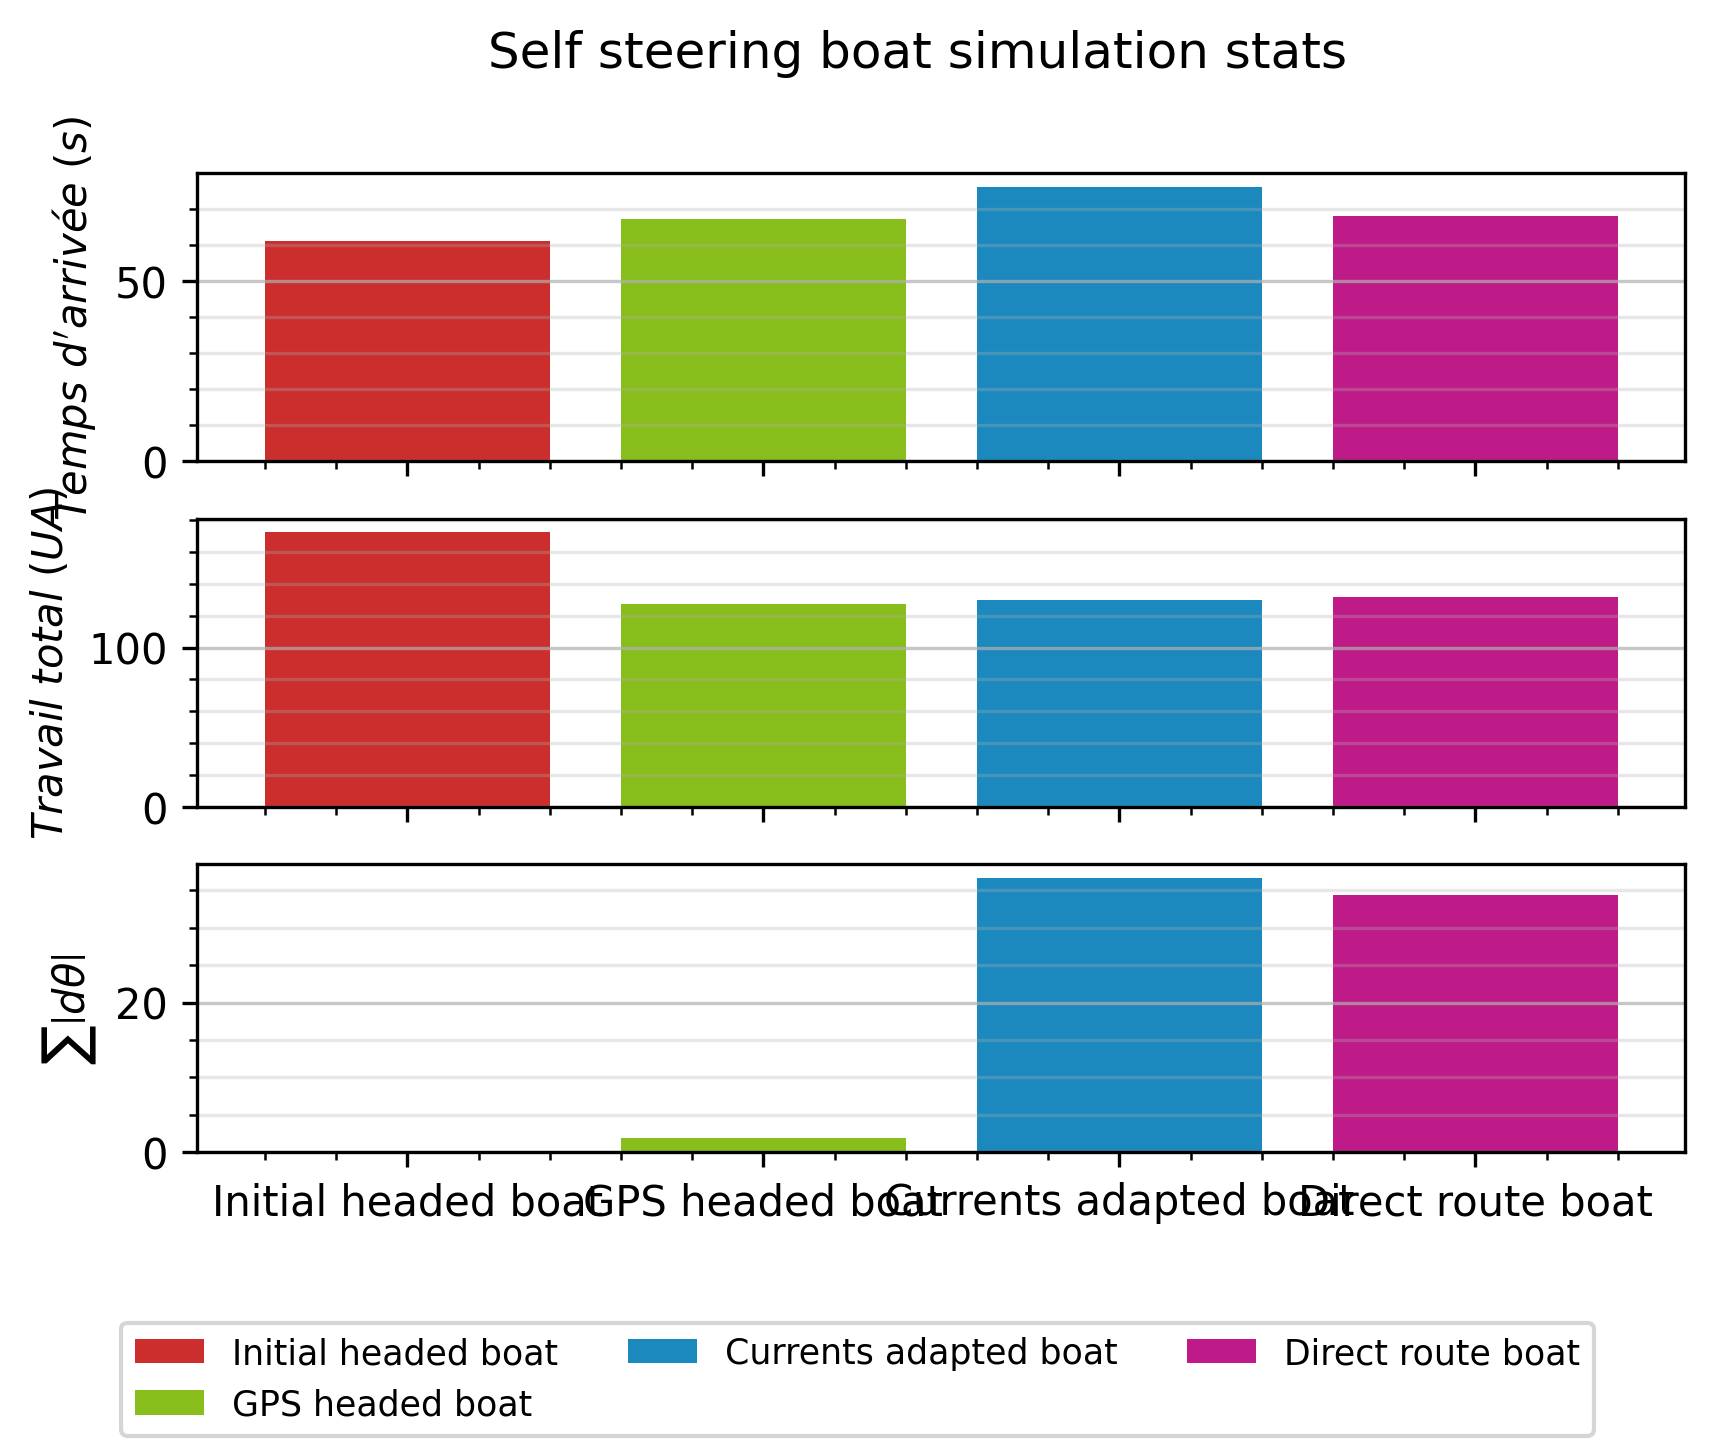 Self steering boat simulation stats
Temps d'arrivée (s)
50
0
Travail total (UA)
100
0
∑|dθ|
20
0
Initial headed boat
GPS headed boat
Currents adapted boat
Direct route boat
Initial headed boat
GPS headed boat
Currents adapted boat
Direct route boat